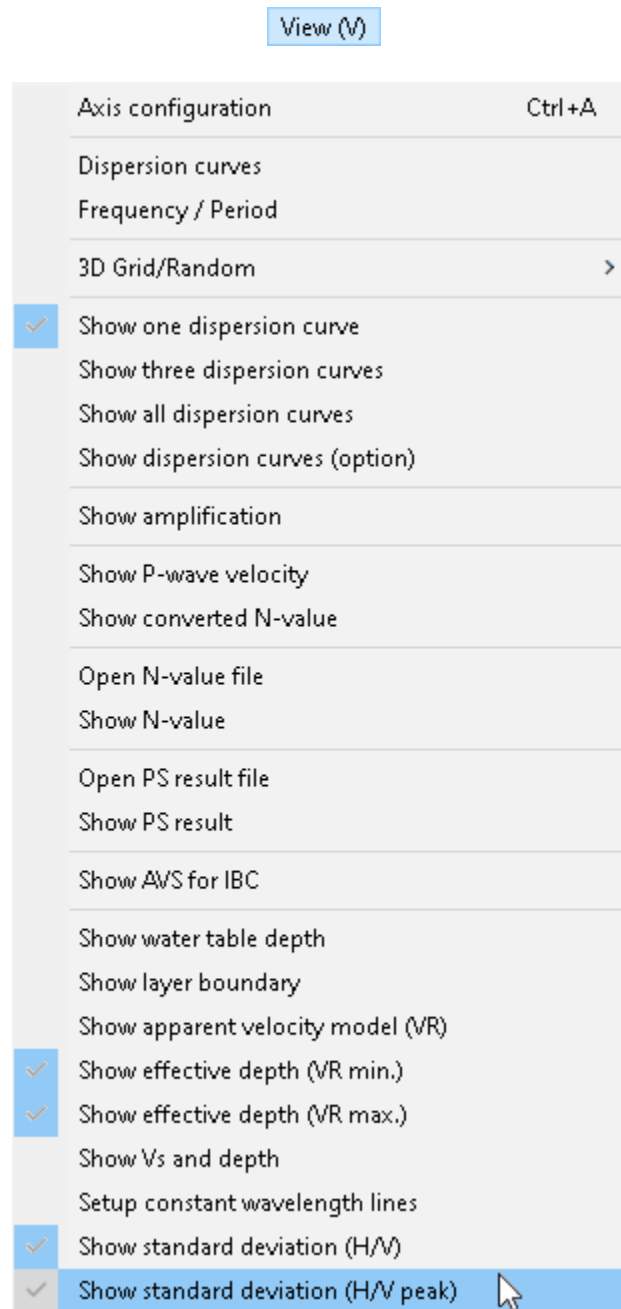 View (V)
Axis configuration Ctrl+A
Dispersion curves
Frequency / Period
3D Grid/Random
Show one dispersion curve
Show three dispersion curves
Show all dispersion curves
Show dispersion curves (option)
Show amplification
Show P-wave velocity
Show converted N-value
Open N-value file
Show N-value
Open PS result file
Show PS result
Show AVS for IBC
Show water table depth
Show layer boundary
Show apparent velocity model (VR)
Show effective depth (VR min.)
Show effective depth (VR max.)
Show Vs and depth
Setup constant wavelength lines
Show standard deviation (H/V)
Show standard deviation (H/V peak)